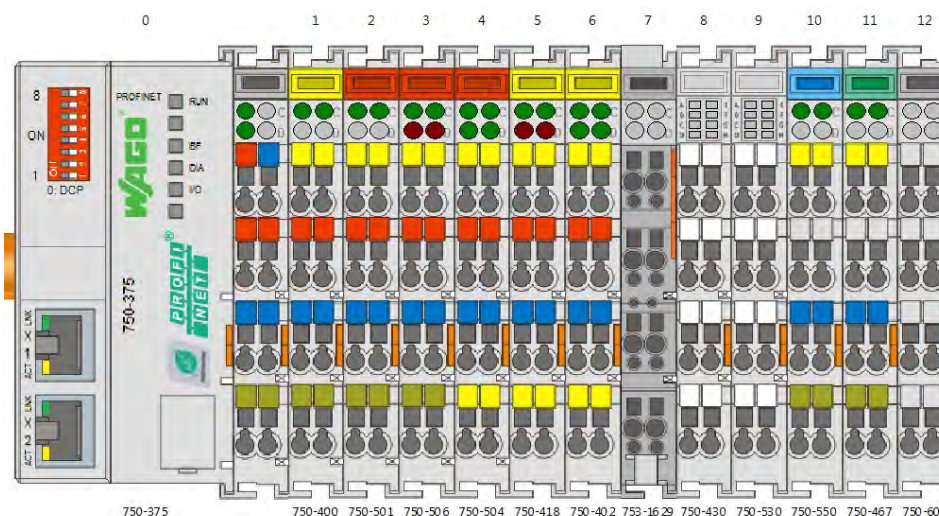 0 1 2 3 4 5 6 7 8 9 10 11 12
8
ON
1
0: DCP
PROFINET
RUN
BF
DIA
I/O
WAGO
750-375
PROFI
NET
LNK
ACT 1
LNK
ACT 2
C C C C C C C C C
D D D D D D D D D
750-375 750-400 750-501 750-506 750-504 750-418 750-402 753-1629 750-430 750-530 750-550 750-467 750-60